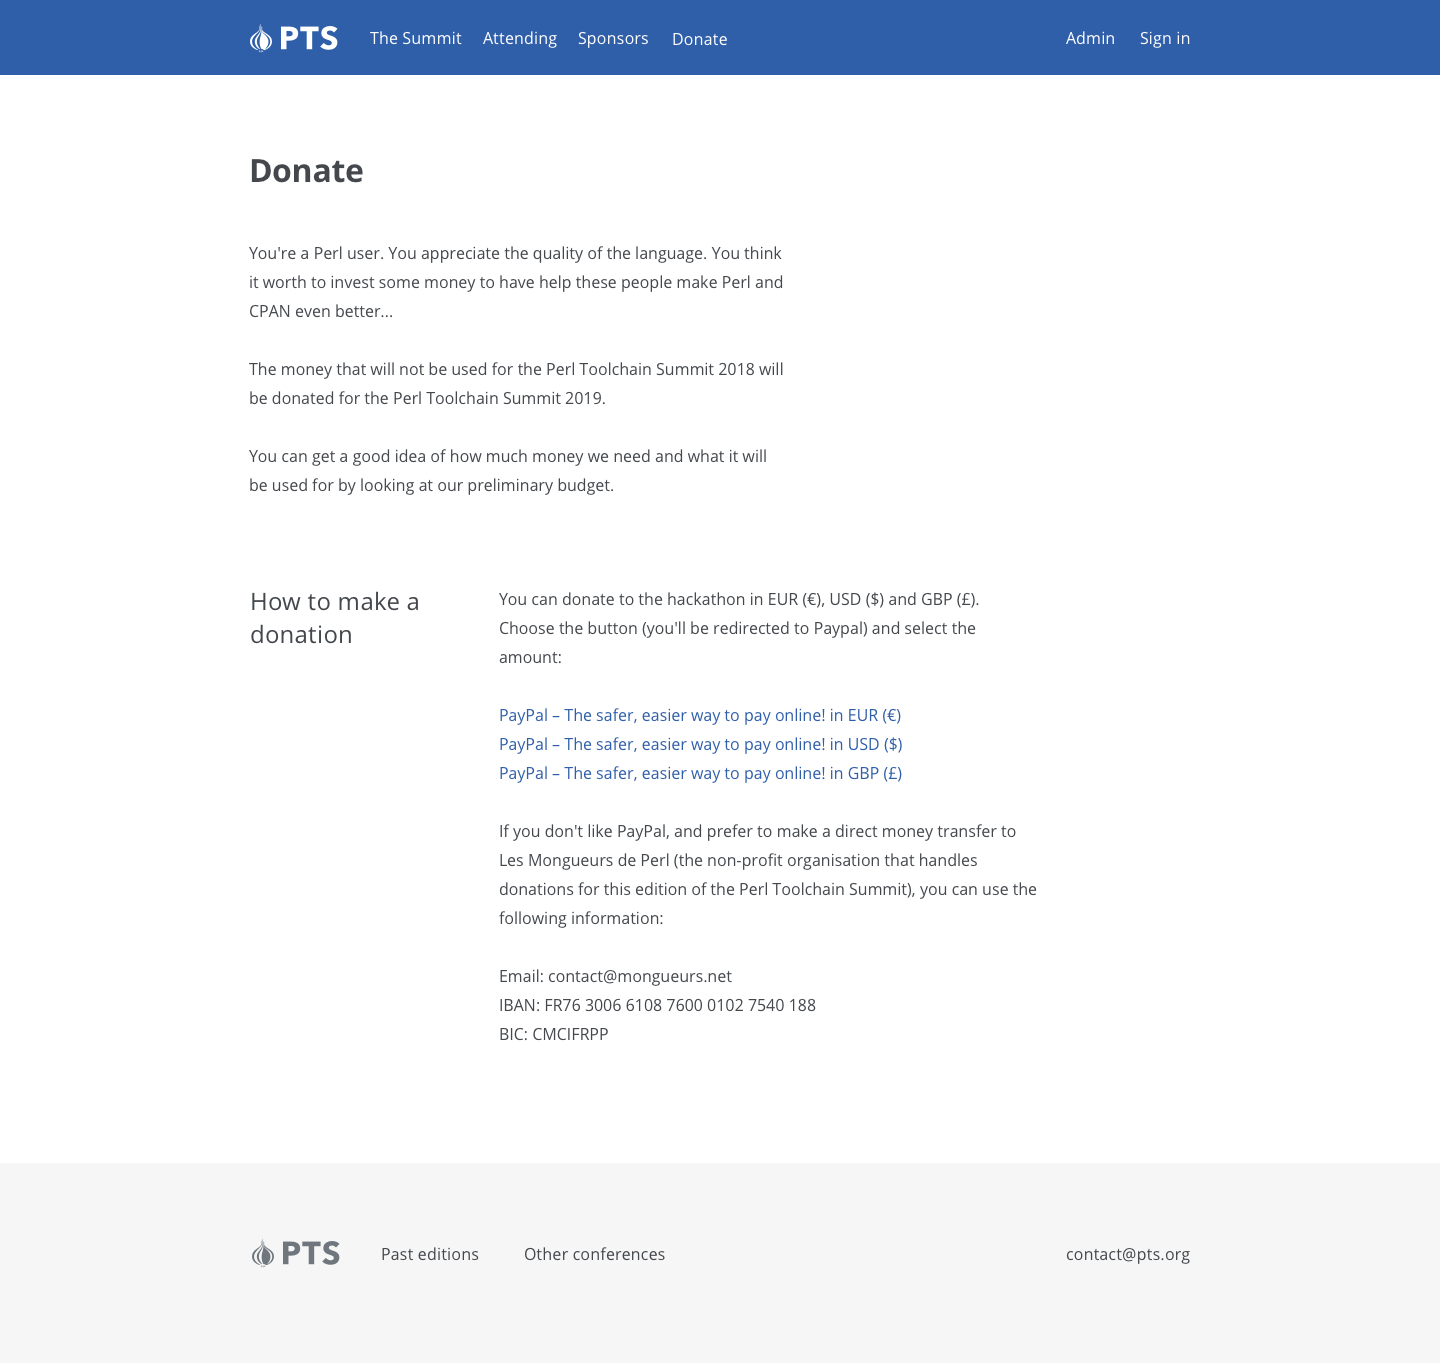 PTS The Summit Attending Sponsors Donate Admin Sign in
Donate
You're a Perl user. You appreciate the quality of the language. You think
it worth to invest some money to have help these people make Perl and
CPAN even better...
The money that will not be used for the Perl Toolchain Summit 2018 will
be donated for the Perl Toolchain Summit 2019.
You can get a good idea of how much money we need and what it will
be used for by looking at our preliminary budget.
How to make a
donation
You can donate to the hackathon in EUR (€), USD ($) and GBP (£).
Choose the button (you'll be redirected to Paypal) and select the
amount:
PayPal – The safer, easier way to pay online! in EUR (€)
PayPal – The safer, easier way to pay online! in USD ($)
PayPal – The safer, easier way to pay online! in GBP (£)
If you don't like PayPal, and prefer to make a direct money transfer to
Les Mongueurs de Perl (the non-profit organisation that handles
donations for this edition of the Perl Toolchain Summit), you can use the
following information:
Email: contact@mongueurs.net
IBAN: FR76 3006 6108 7600 0102 7540 188
BIC: CMCIFRPP
PTS Past editions Other conferences contact@pts.org